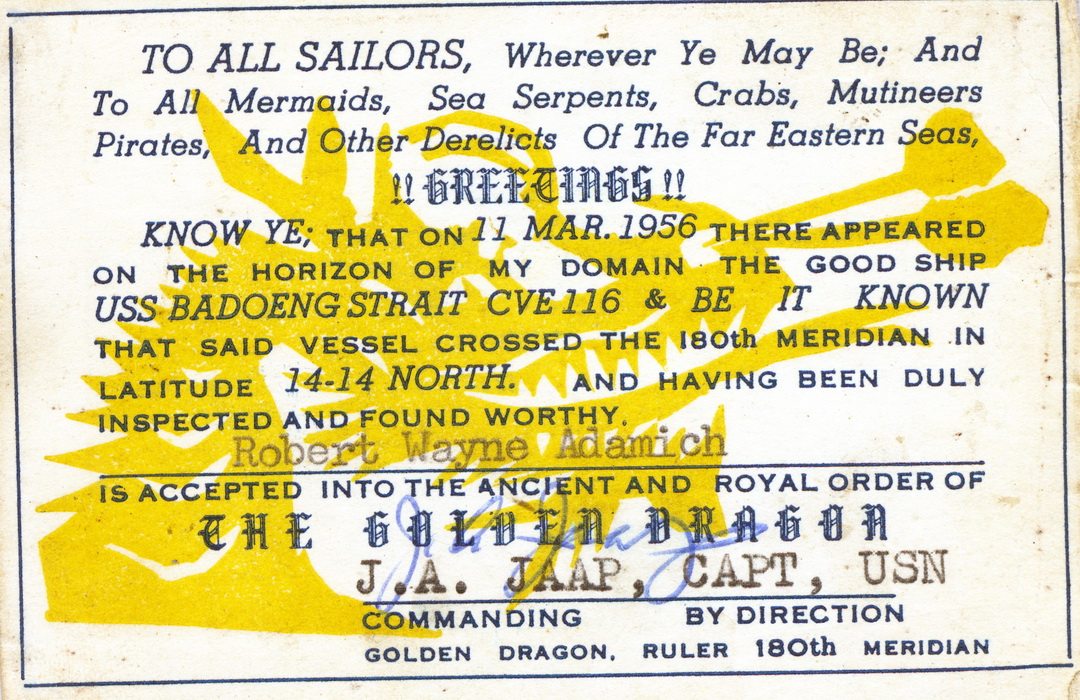 TO ALL SAILORS, Wherever Ye May Be; And
To All Mermaids, Sea Serpents, Crabs, Mutineers
Pirates, And Other Derelicts Of The Far Eastern Seas,
!! GREETINGS !!
KNOW YE; THAT ON 11 MAR. 1956 THERE APPEARED
ON THE HORIZON OF MY DOMAIN THE GOOD SHIP
USS BADOENG STRAIT CVE 116 & BE IT KNOWN
THAT SAID VESSEL CROSSED THE 180th MERIDIAN IN
LATITUDE 14-14 NORTH. AND HAVING BEEN DULY
INSPECTED AND FOUND WORTHY.
Robert Wayne Adamich
IS ACCEPTED INTO THE ANCIENT AND ROYAL ORDER OF
THE GOLDEN DRAGON
J.A. Jaap
J.A. JAAP, CAPT, USN
COMMANDING BY DIRECTION
GOLDEN DRAGON, RULER 180th MERIDIAN